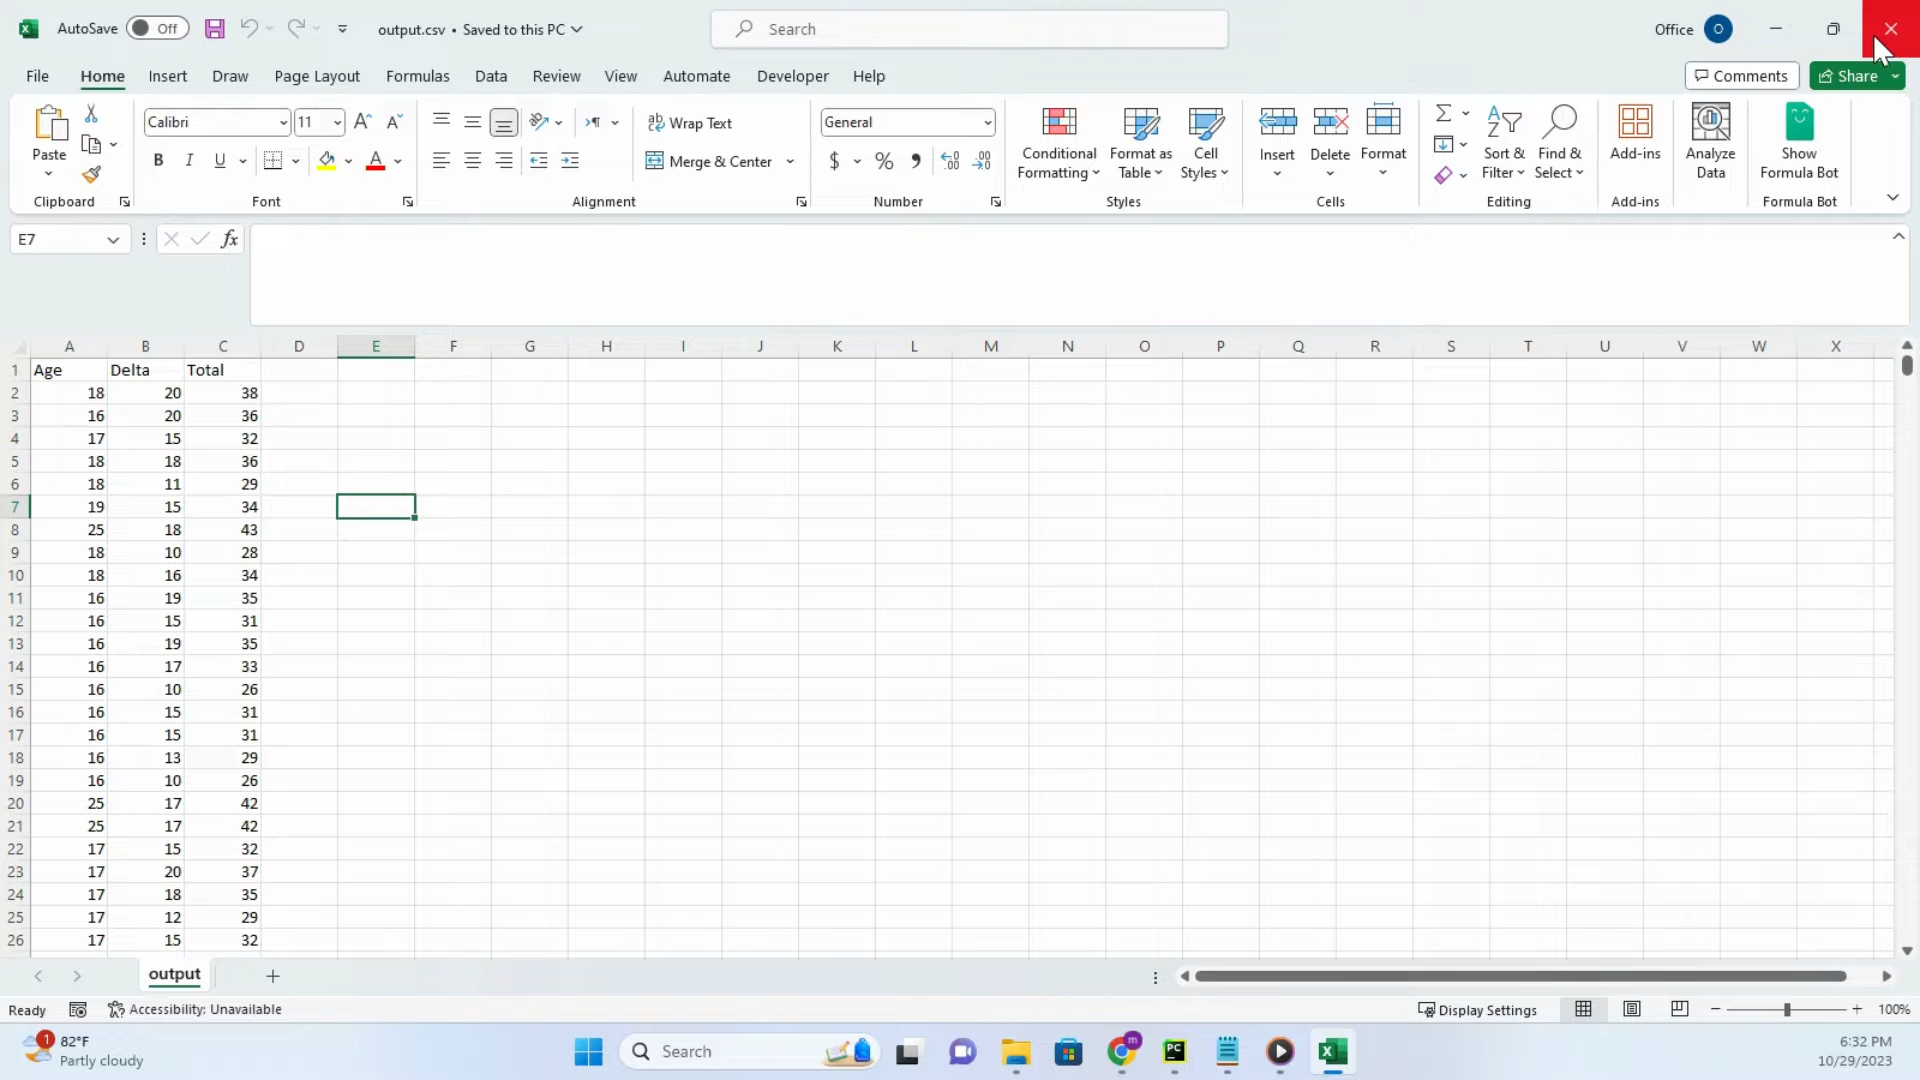 AutoSave Off output.csv • Saved to this PC Search Office O
File Home Insert Draw Page Layout Formulas Data Review View Automate Developer Help Comments Share
Paste Calibri 11 Wrap Text General Conditional Formatting Format as Table Cell Styles Insert Delete Format Sort & Filter Find & Select Add-ins Analyze Data Show Formula Bot
B I U A Merge & Center $ %
Clipboard Font Alignment Number Styles Cells Editing Add-ins Formula Bot
E7 fx
A B C D E F G H I J K L M N O P Q R S T U V W X
1 Age Delta Total
2 18 20 38
3 16 20 36
4 17 15 32
5 18 18 36
6 18 11 29
7 19 15 34
8 25 18 43
9 18 10 28
10 18 16 34
11 16 19 35
12 16 15 31
13 16 19 35
14 16 17 33
15 16 10 26
16 16 15 31
17 16 15 31
18 16 13 29
19 16 10 26
20 25 17 42
21 25 17 42
22 17 15 32
23 17 20 37
24 17 18 35
25 17 12 29
26 17 15 32
output
Ready Accessibility: Unavailable Display Settings 100%
1 82°F Search m PC 6:32 PM
Partly cloudy 10/29/2023